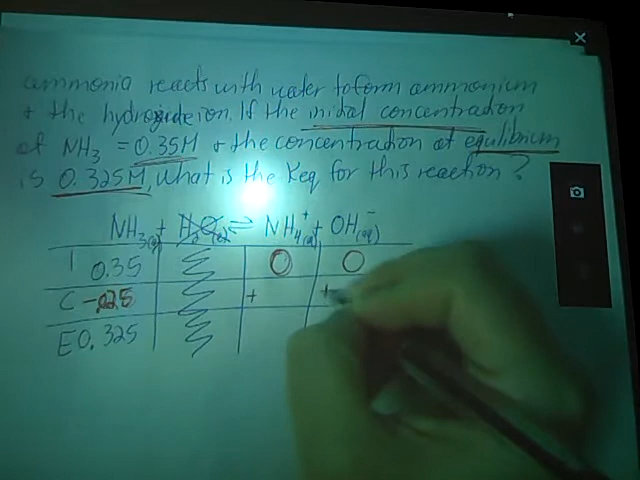 ammonia reacts with water to form ammonium
+ the hydroxide ion. If the initial concentration
of NH₃ = 0.35M + the concentration at equilibrium
is 0.325M, what is the Keq for this reaction?
NH₃(g) + H₂O(l) ⇌ NH₄⁺(aq) + OH⁻(aq)
I 0.35 0 0
C -.025 + +
E 0.325